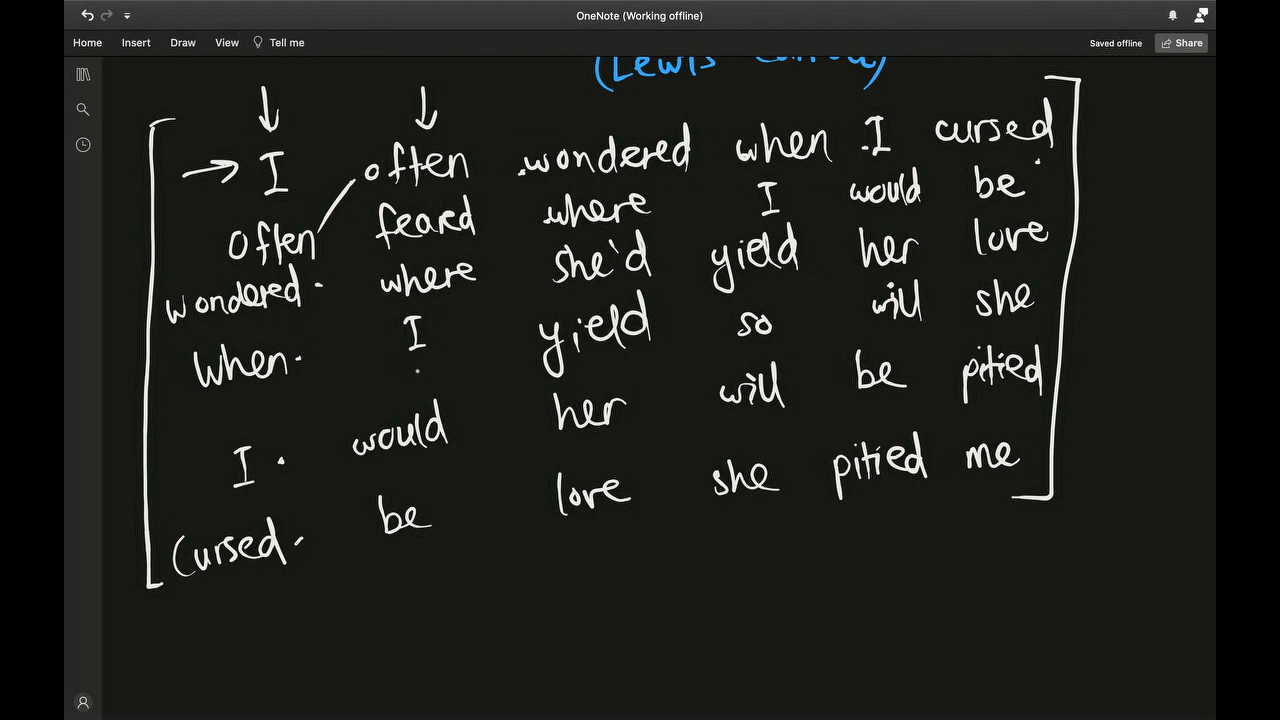 OneNote (Working offline)
Home Insert Draw View Tell me
Saved offline Share
(Lewis Carroll)
I often wondered when I cursed
often feared where I would be
wondered where she'd yield her love
when I yield so will she
I would her will be pitied
cursed be love she pitied me